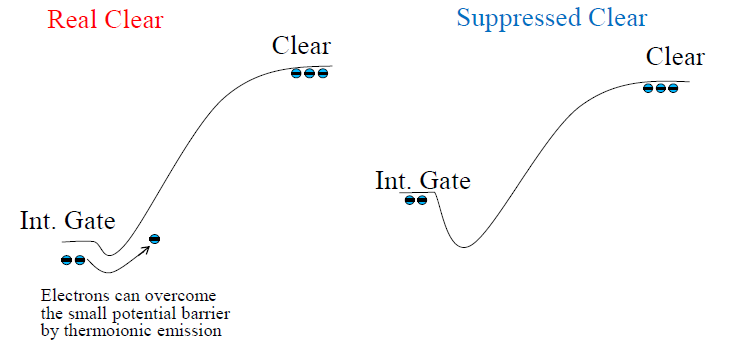 Real Clear
Clear
Int. Gate
Electrons can overcome
the small potential barrier
by thermoionic emission
Suppressed Clear
Clear
Int. Gate